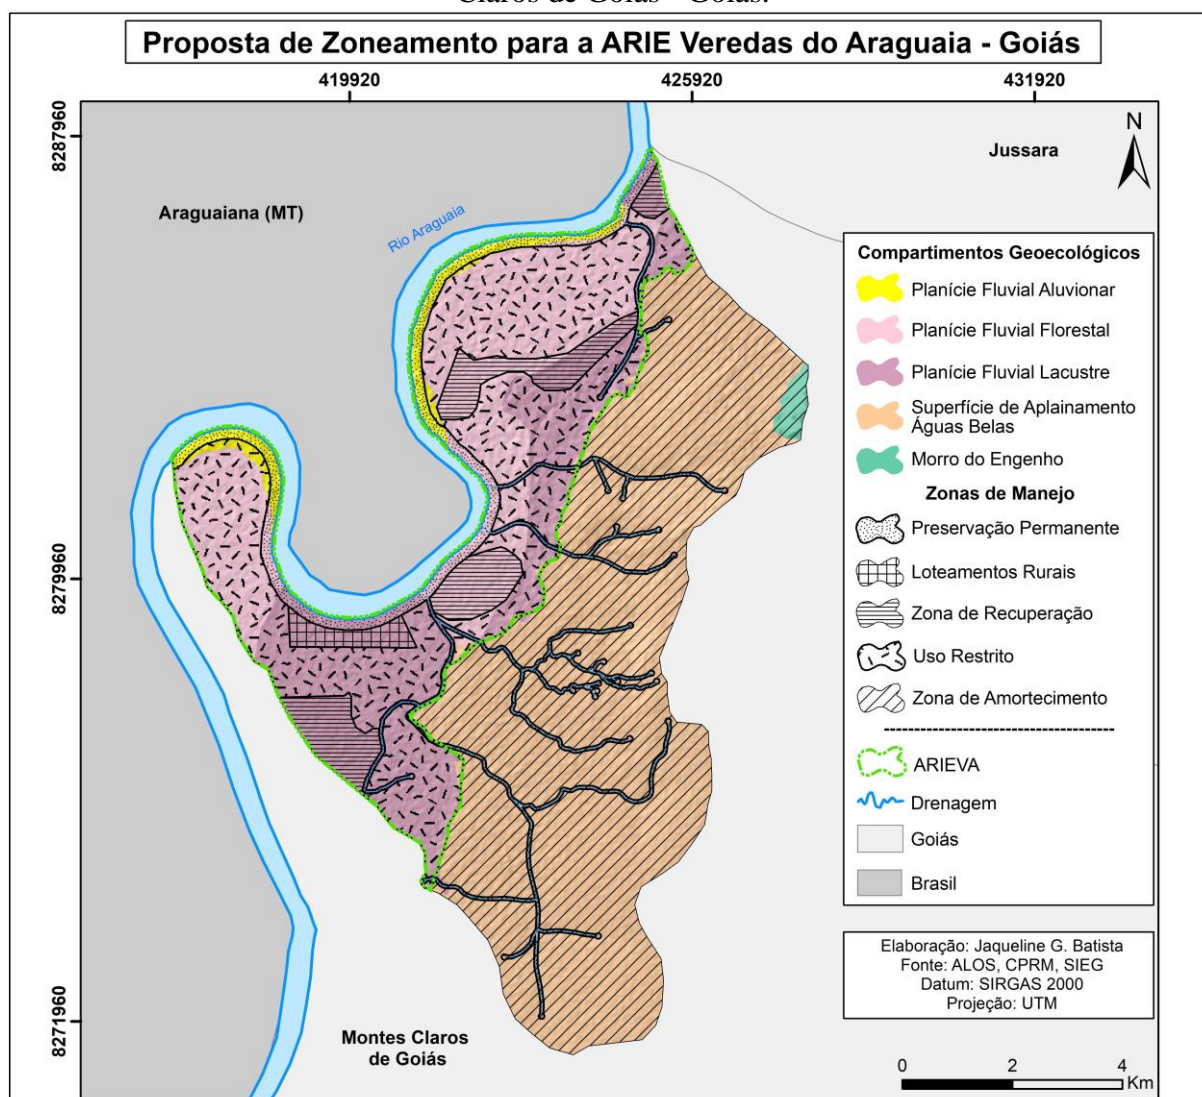 Claros de Goiás - Goiás.
Proposta de Zoneamento para a ARIE Veredas do Araguaia - Goiás
419920
425920
431920
8287960
8279960
8271960
N
Jussara
Araguaiana (MT)
Rio Araguaia
Montes Claros
de Goiás
Compartimentos Geoecológicos
Planície Fluvial Aluvionar
Planície Fluvial Florestal
Planície Fluvial Lacustre
Superfície de Aplainamento
Águas Belas
Morro do Engenho
Zonas de Manejo
Preservação Permanente
Loteamentos Rurais
Zona de Recuperação
Uso Restrito
Zona de Amortecimento
ARIEVA
Drenagem
Goiás
Brasil
Elaboração: Jaqueline G. Batista
Fonte: ALOS, CPRM, SIEG
Datum: SIRGAS 2000
Projeção: UTM
0 2 4
Km